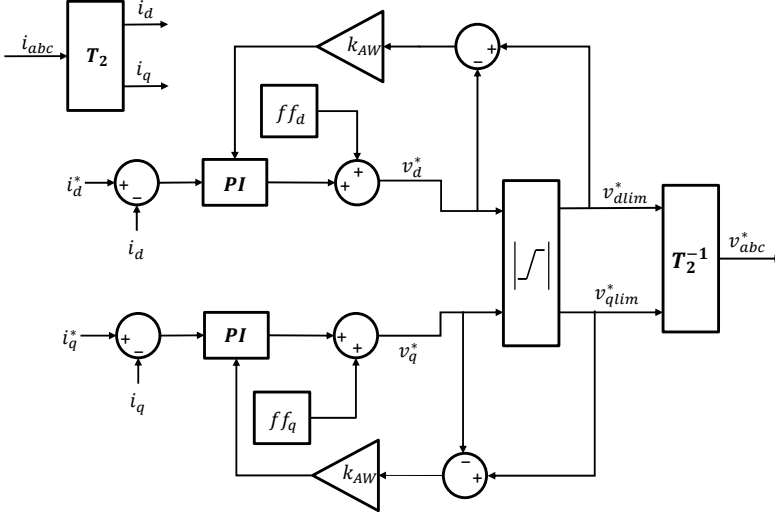 i_d
i_abc
T_2
i_q
k_AW
+
−
ff_d
v_d^*
+
+
i_d^*
+
−
PI
i_d
v_dlim^*
v_abc^*
T_2^{-1}
v_qlim^*
i_q^*
+
−
PI
+
+
v_q^*
i_q
ff_q
k_AW
−
+